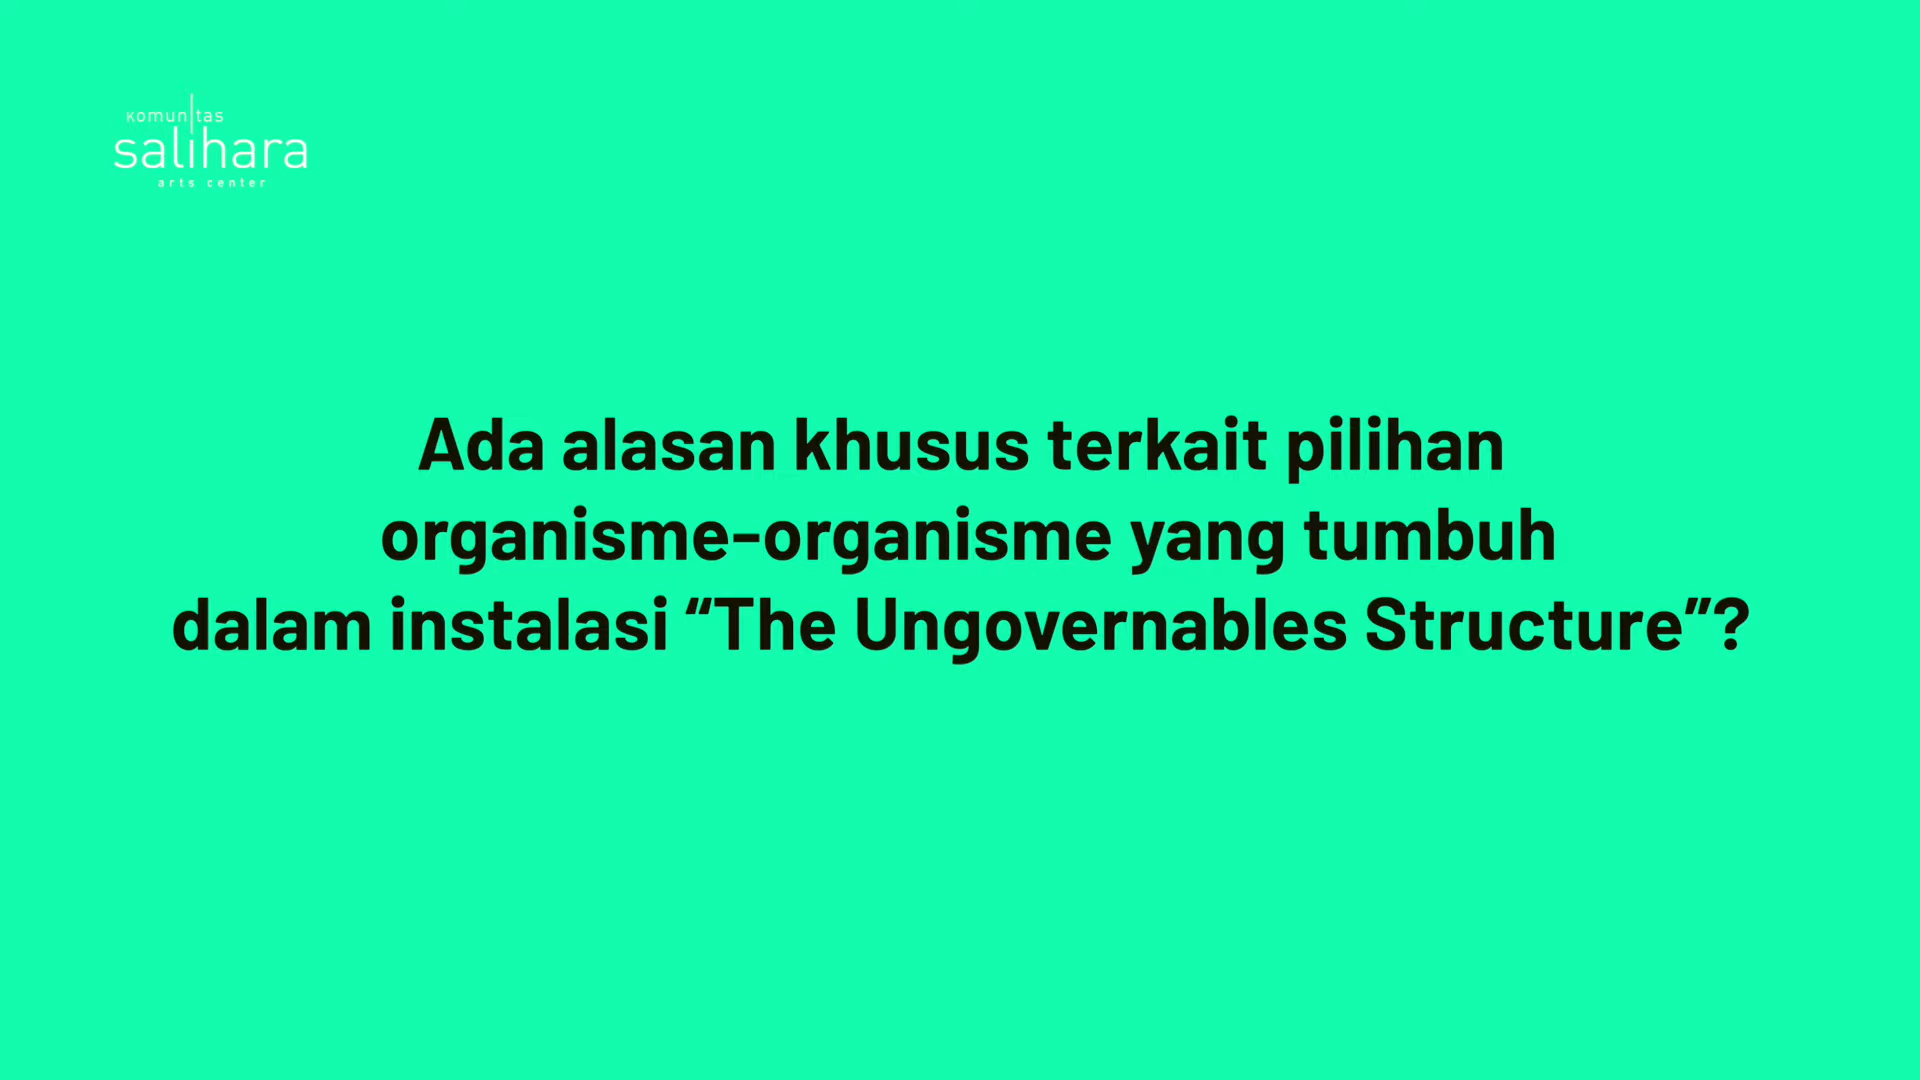 komunitas
salihara
arts center
Ada alasan khusus terkait pilihan
organisme-organisme yang tumbuh
dalam instalasi “The Ungovernables Structure”?